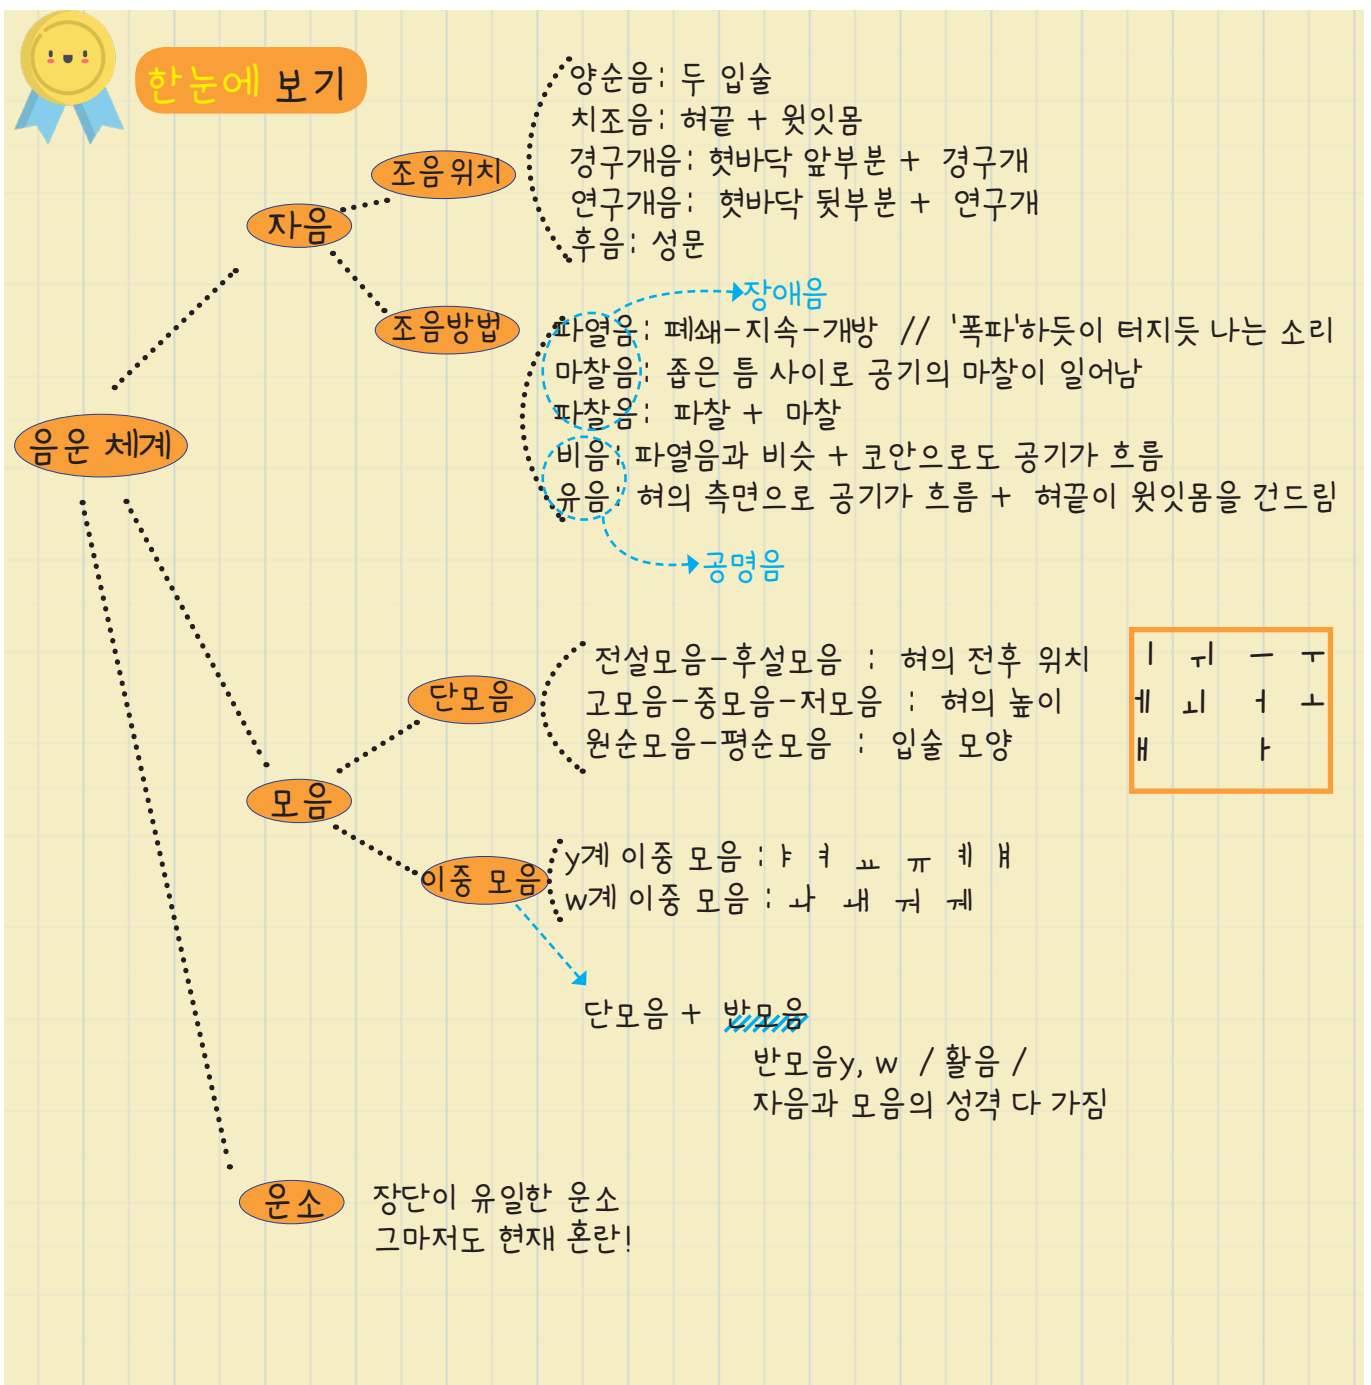 한눈에 보기
양순음: 두 입술
치조음: 혀끝 + 윗잇몸
경구개음: 혓바닥 앞부분 + 경구개
연구개음: 혓바닥 뒷부분 + 연구개
후음: 성문
조음위치
자음
장애음
조음방법
파열음: 폐쇄-지속-개방 // '폭파'하듯이 터지듯 나는 소리
마찰음: 좁은 틈 사이로 공기의 마찰이 일어남
파찰음: 파찰 + 마찰
비음: 파열음과 비슷 + 코안으로도 공기가 흐름
유음: 혀의 측면으로 공기가 흐름 + 혀끝이 윗잇몸을 건드림
공명음
음운 체계
전설모음-후설모음 : 혀의 전후 위치
고모음-중모음-저모음 : 혀의 높이
원순모음-평순모음 : 입술 모양
단모음
ㅣ ㅟ ㅡ ㅜ
ㅔ ㅚ ㅓ ㅗ
ㅐ ㅏ
모음
이중 모음
y계 이중 모음 : ㅑ ㅕ ㅛ ㅠ ㅖ ㅒ
w계 이중 모음 : ㅘ ㅙ ㅝ ㅞ
단모음 + 반모음
반모음y, w / 활음 /
자음과 모음의 성격 다 가짐
운소
장단이 유일한 운소
그마저도 현재 혼란!